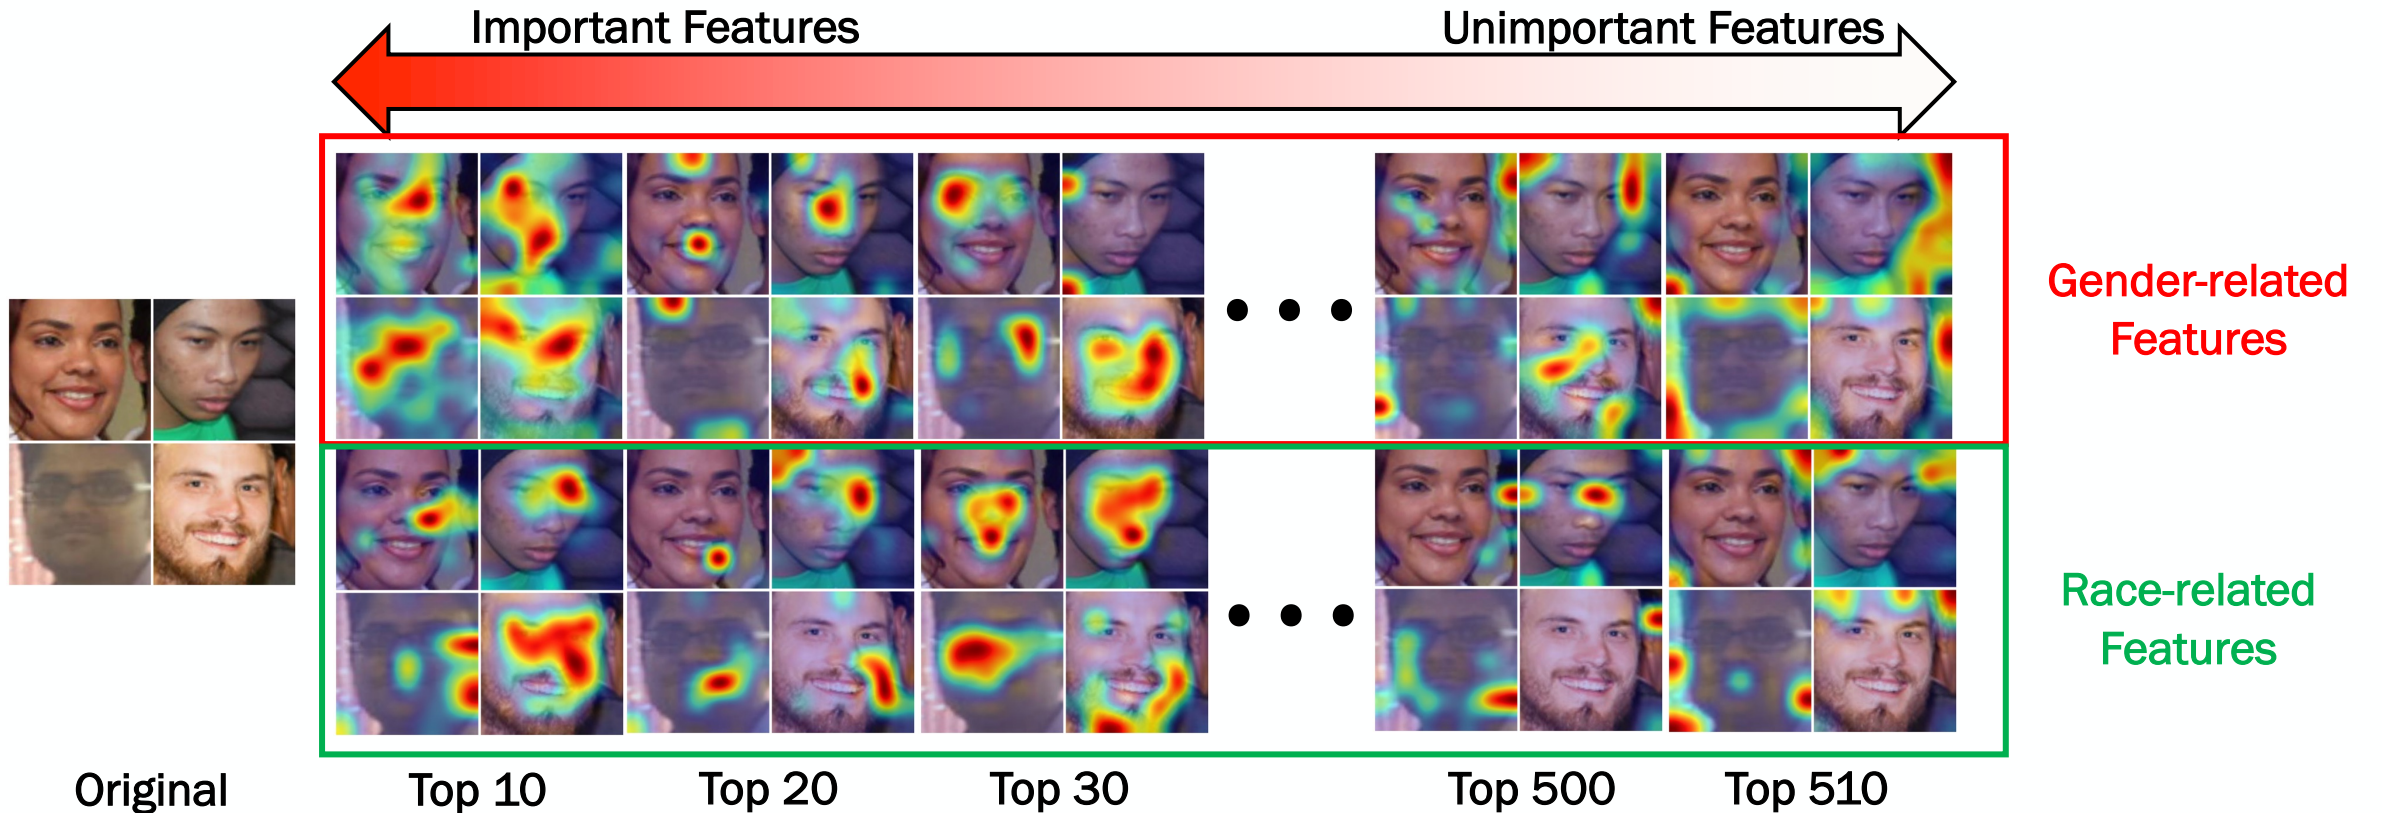 Important Features
Unimportant Features
Gender-related
Features
Race-related
Features
Original
Top 10
Top 20
Top 30
Top 500
Top 510